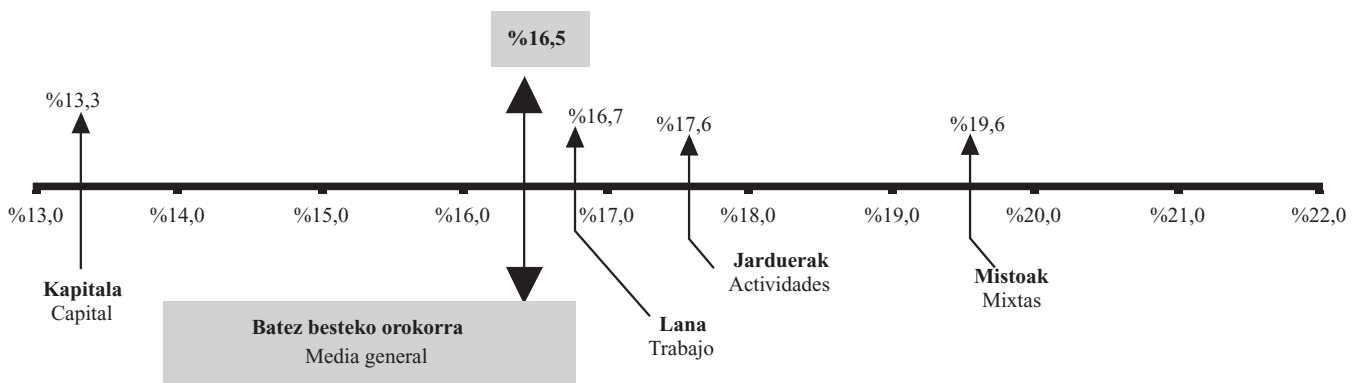 %16,5
%13,3
%16,7
%17,6
%19,6
%13,0
%14,0
%15,0
%16,0
%17,0
%18,0
%19,0
%20,0
%21,0
%22,0
Kapitala
Capital
Batez besteko orokorra
Media general
Lana
Trabajo
Jarduerak
Actividades
Mistoak
Mixtas